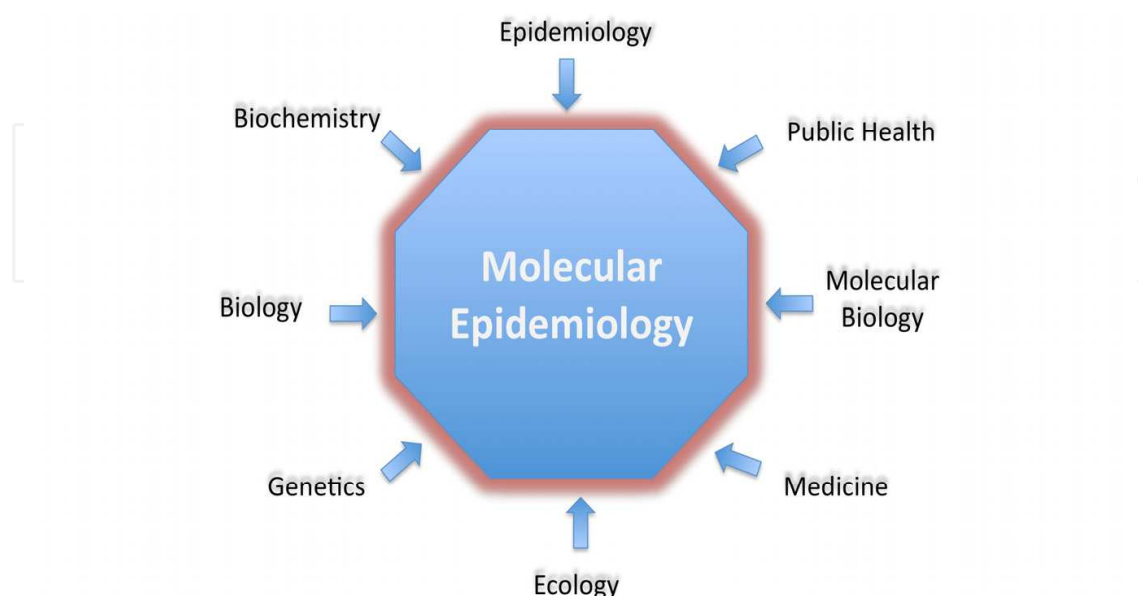 Epidemiology
Biochemistry
Public Health
Molecular
Epidemiology
Biology
Molecular
Biology
Genetics
Medicine
Ecology